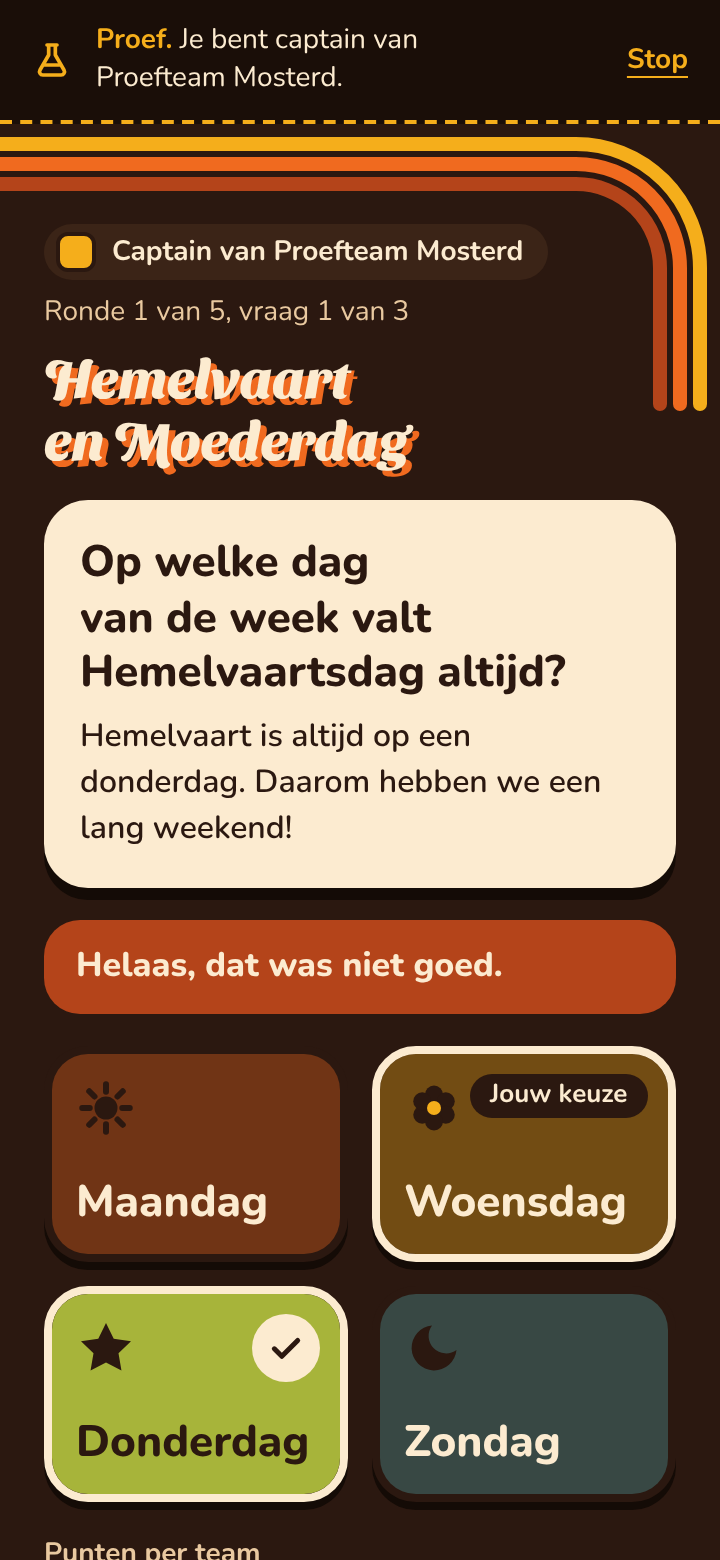 Proef. Je bent captain van
Proefteam Mosterd.
Stop
Captain van Proefteam Mosterd
Ronde 1 van 5, vraag 1 van 3
Hemelvaart
en Moederdag
Op welke dag
van de week valt
Hemelvaartsdag altijd?
Hemelvaart is altijd op een
donderdag. Daarom hebben we een
lang weekend!
Helaas, dat was niet goed.
Maandag
Jouw keuze
Woensdag
Donderdag
Zondag
Punten per team